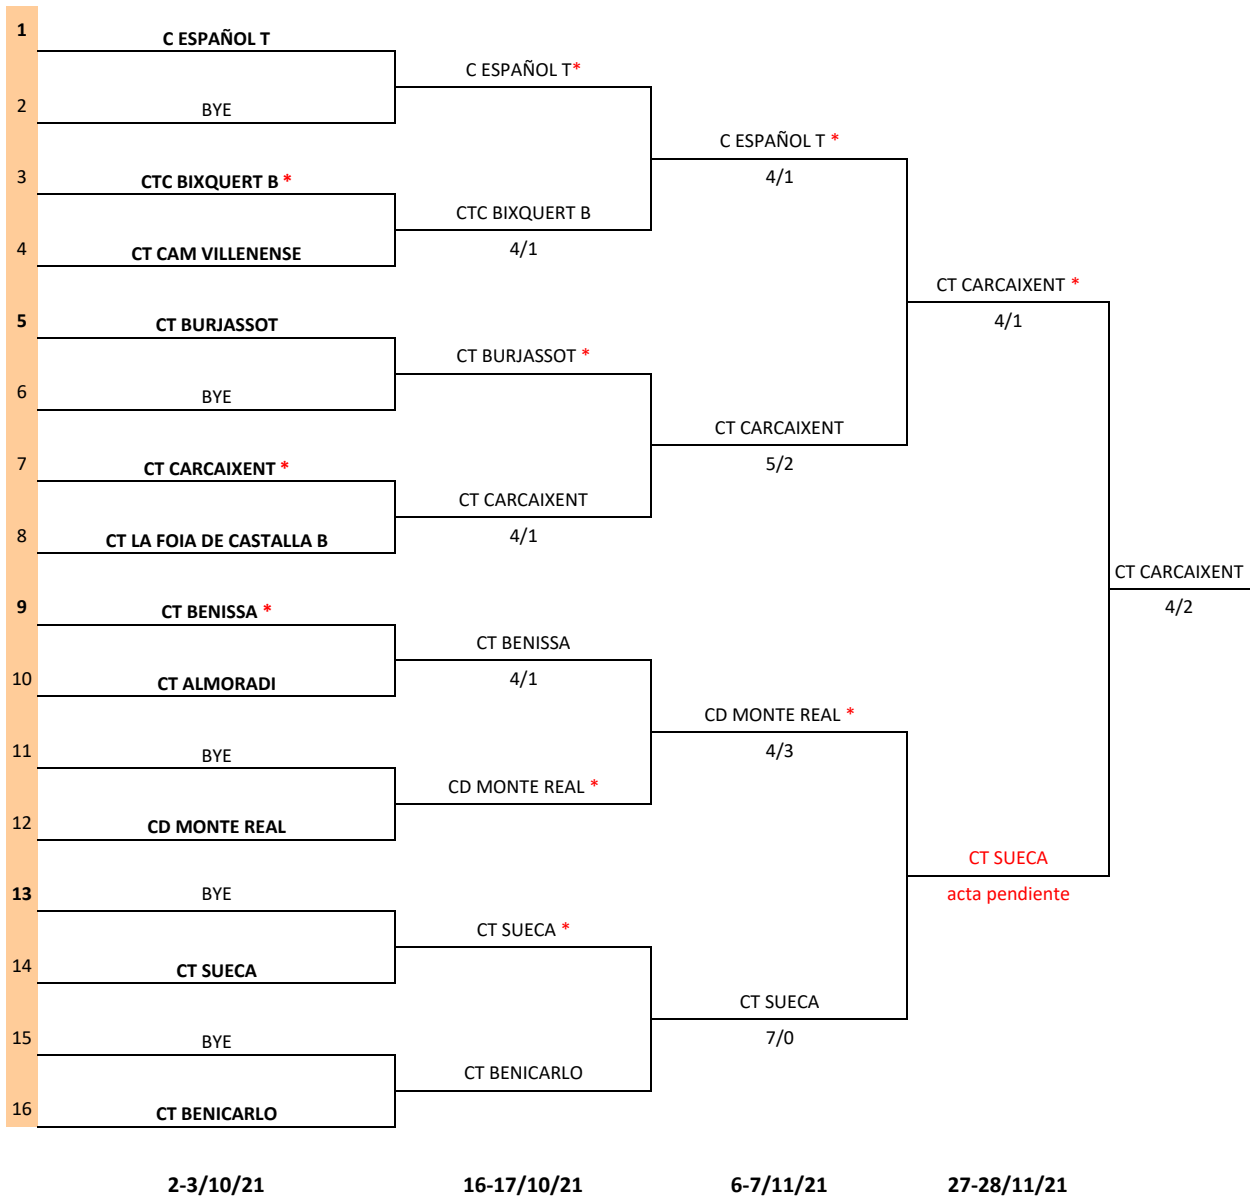 1
C ESPAÑOL T
C ESPAÑOL T*
2
BYE
C ESPAÑOL T *
4/1
3
CTC BIXQUERT B *
CTC BIXQUERT B
4/1
4
CT CAM VILLENENSE
CT CARCAIXENT *
4/1
5
CT BURJASSOT
CT BURJASSOT *
6
BYE
CT CARCAIXENT
5/2
7
CT CARCAIXENT *
CT CARCAIXENT
4/1
8
CT LA FOIA DE CASTALLA B
CT CARCAIXENT
4/2
9
CT BENISSA *
CT BENISSA
4/1
10
CT ALMORADI
CD MONTE REAL *
4/3
11
BYE
CD MONTE REAL *
12
CD MONTE REAL
CT SUECA
acta pendiente
13
BYE
CT SUECA *
14
CT SUECA
CT SUECA
7/0
15
BYE
CT BENICARLO
16
CT BENICARLO
2-3/10/21 16-17/10/21 6-7/11/21 27-28/11/21